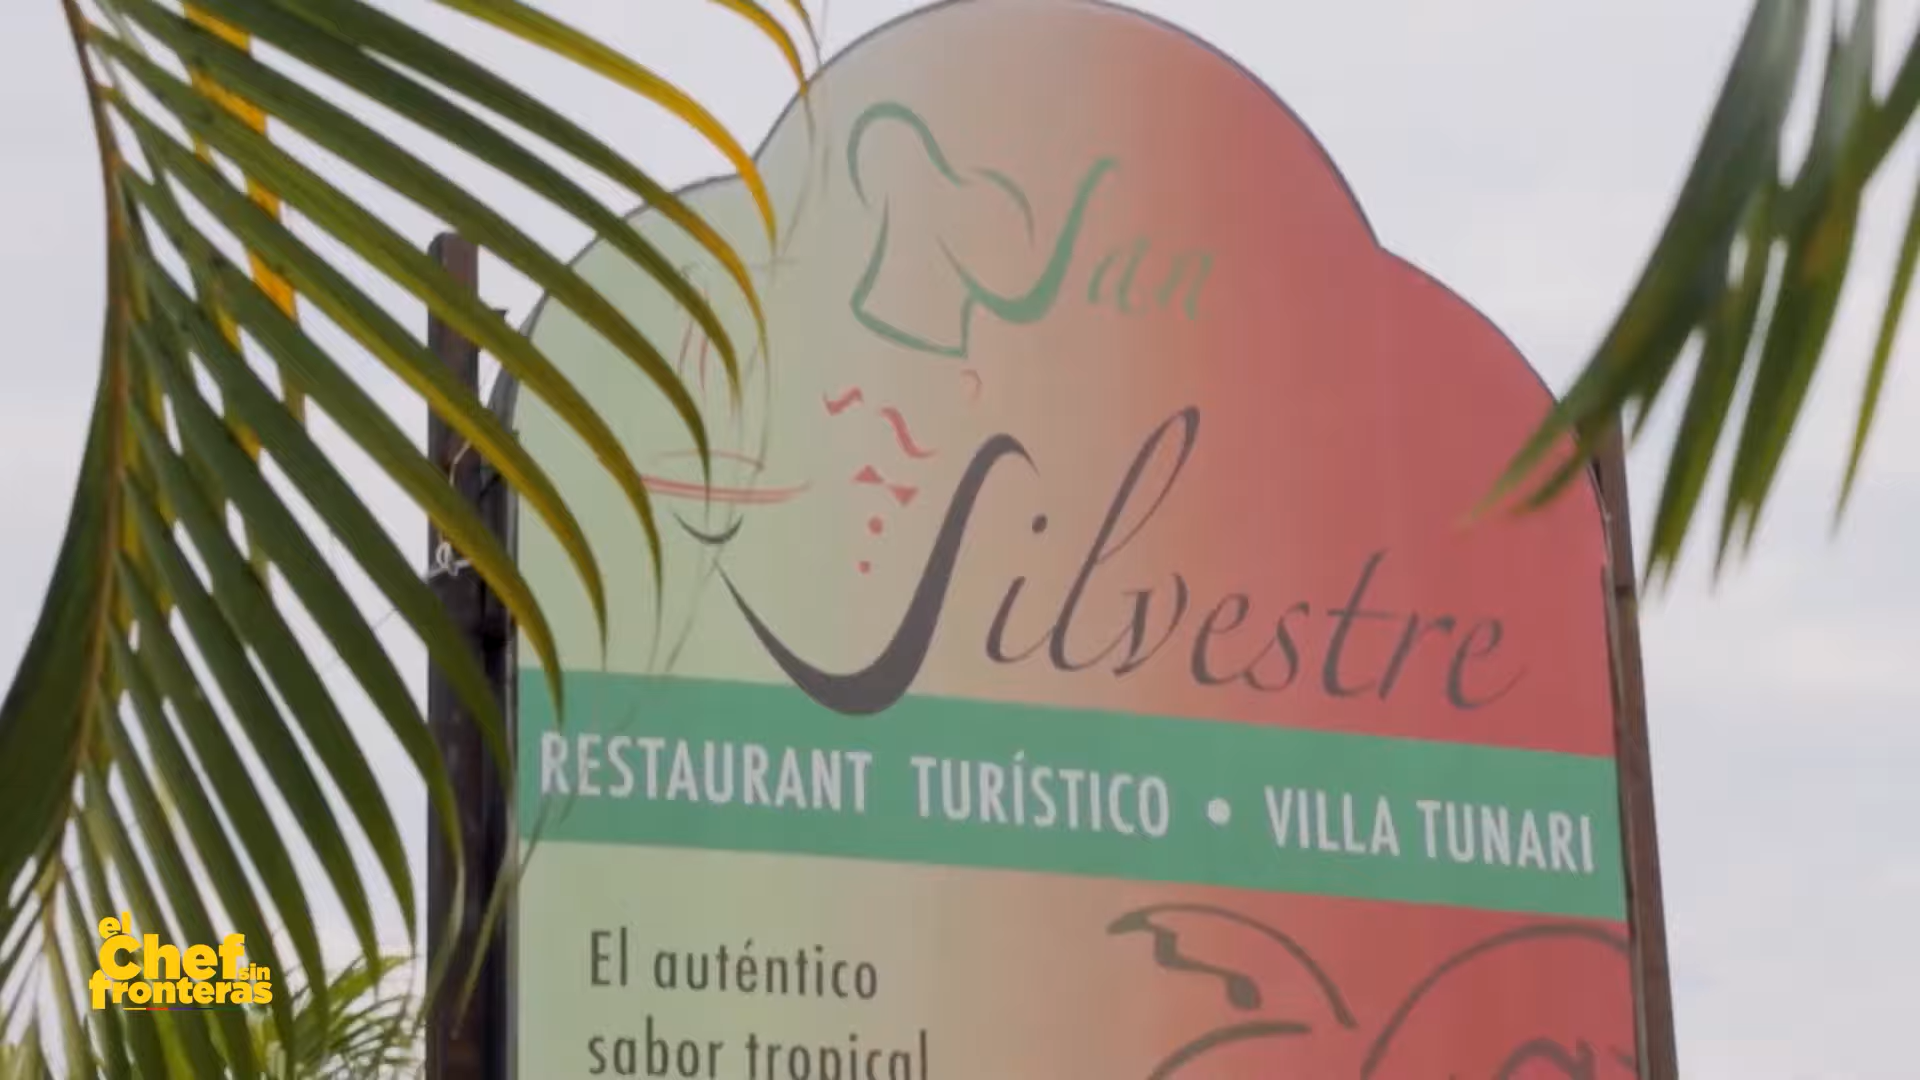 San
Silvestre
RESTAURANT TURÍSTICO • VILLA TUNARI
El auténtico
sabor tropical
el
Chef sin
fronteras